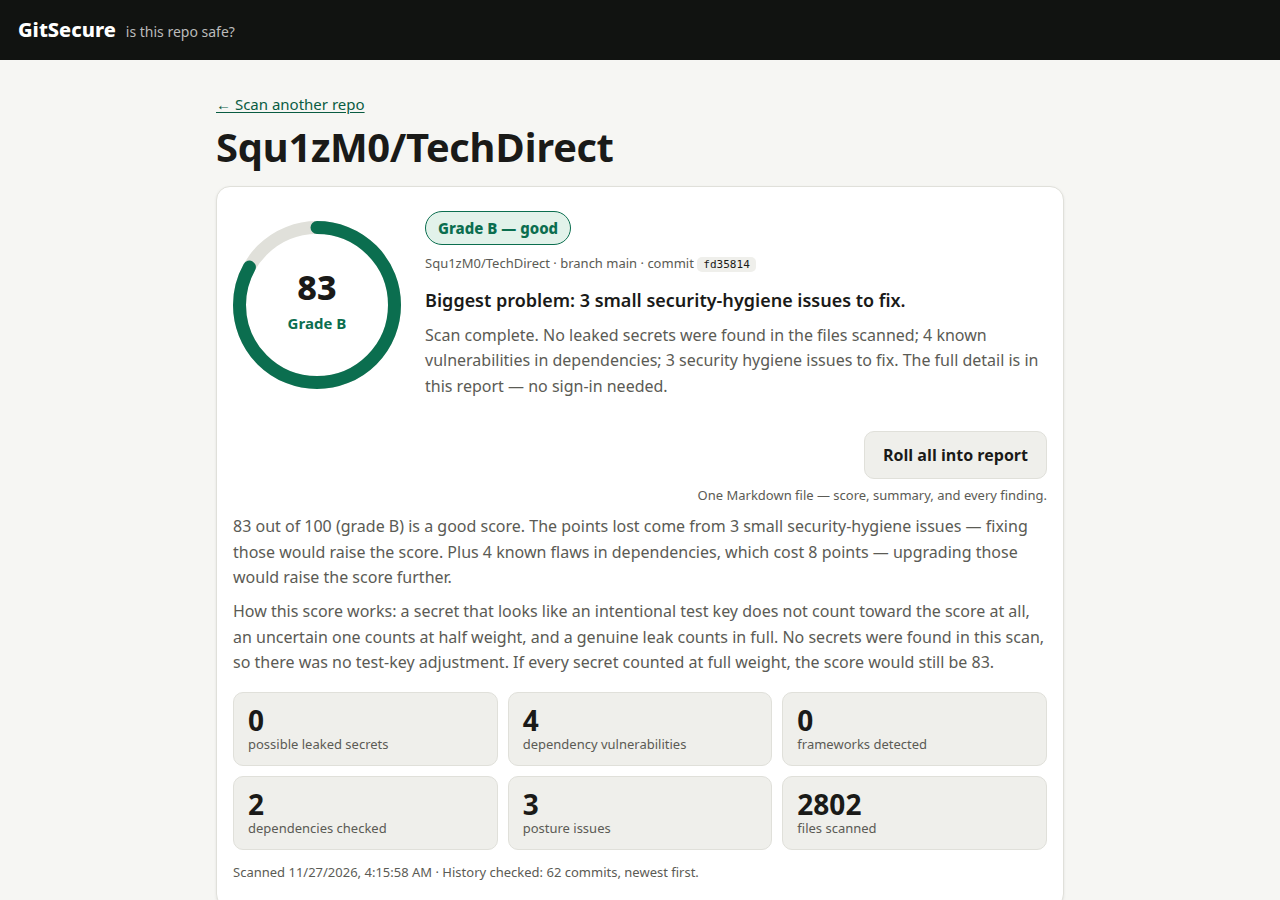 GitSecure is this repo safe?
← Scan another repo
Squ1zM0/TechDirect
83
Grade B
Grade B — good
Squ1zM0/TechDirect · branch main · commit fd35814
Biggest problem: 3 small security-hygiene issues to fix.
Scan complete. No leaked secrets were found in the files scanned; 4 known
vulnerabilities in dependencies; 3 security hygiene issues to fix. The full detail is in
this report — no sign-in needed.
Roll all into report
One Markdown file — score, summary, and every finding.
83 out of 100 (grade B) is a good score. The points lost come from 3 small security-hygiene issues — fixing
those would raise the score. Plus 4 known flaws in dependencies, which cost 8 points — upgrading those
would raise the score further.
How this score works: a secret that looks like an intentional test key does not count toward the score at all,
an uncertain one counts at half weight, and a genuine leak counts in full. No secrets were found in this scan,
so there was no test-key adjustment. If every secret counted at full weight, the score would still be 83.
0
possible leaked secrets
4
dependency vulnerabilities
0
frameworks detected
2
dependencies checked
3
posture issues
2802
files scanned
Scanned 11/27/2026, 4:15:58 AM · History checked: 62 commits, newest first.